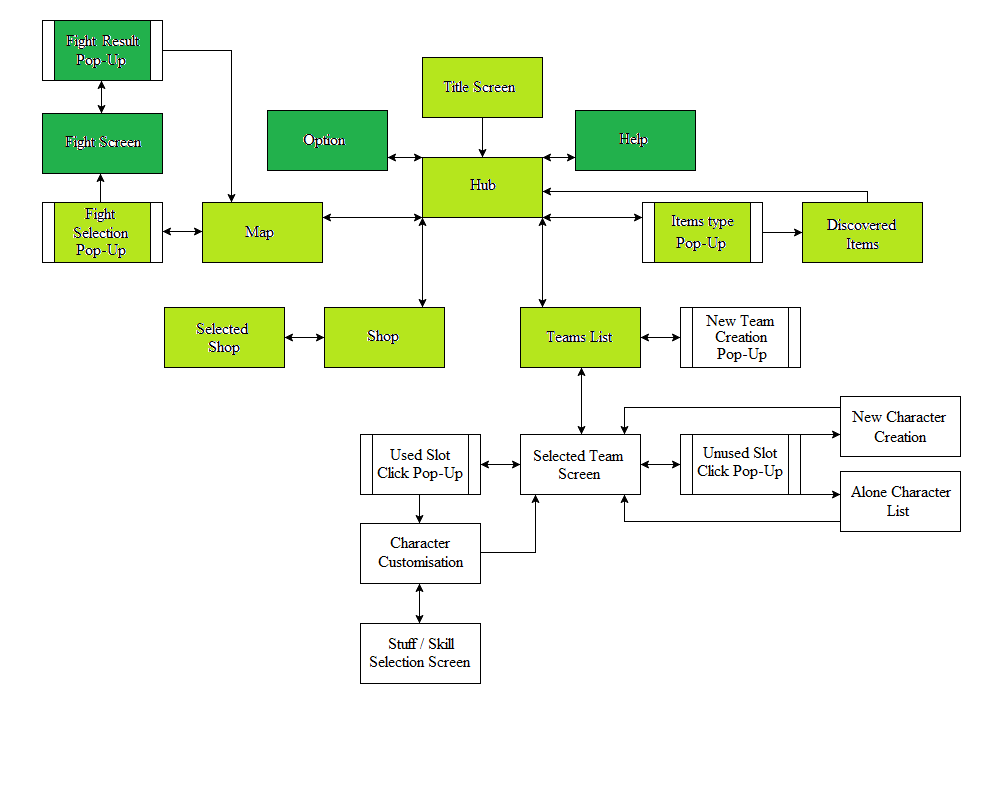 Fight Result
Pop-Up
Title Screen
Fight Screen
Option
Help
Hub
Fight
Selection
Pop-Up
Map
Items type
Pop-Up
Discovered
Items
Selected
Shop
Shop
Teams List
New Team
Creation
Pop-Up
New Character
Creation
Used Slot
Click Pop-Up
Selected Team
Screen
Unused Slot
Click Pop-Up
Alone Character
List
Character
Customisation
Stuff / Skill
Selection Screen